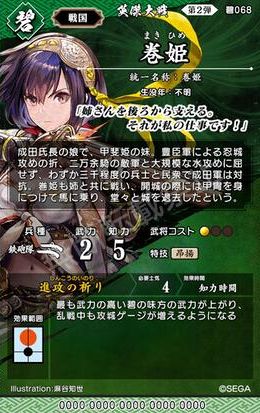 碧
戦国
英傑大戦
第2弾
碧068
まき ひめ
巻姫
統一名称：巻姫
生没年：不明
「姉さんを後ろから支える。
それが私の仕事です！」
成田氏長の娘で、甲斐姫の妹。豊臣軍による忍城
攻めの折、二万余騎の敵軍と大規模な水攻めに屈
せず、わずか三千程度の兵士と民衆で成田軍は対
抗。巻姫も姉と共に戦い、開城の際には甲冑を身
につけて馬に乗り、堂々と城を退去したという。
兵種 武力 知力 武将コスト
鉄砲隊 2 5
特技 昂揚
しんこうのいのり 必要士気 効果時間
進攻の祈り 4 知力時間
効果範囲
最も武力の高い碧の味方の武力が上がり、
乱戦中も攻城ゲージが増えるようになる
Illustration:瀬谷知世 ©SEGA
0000-0000-0000-0000-0000